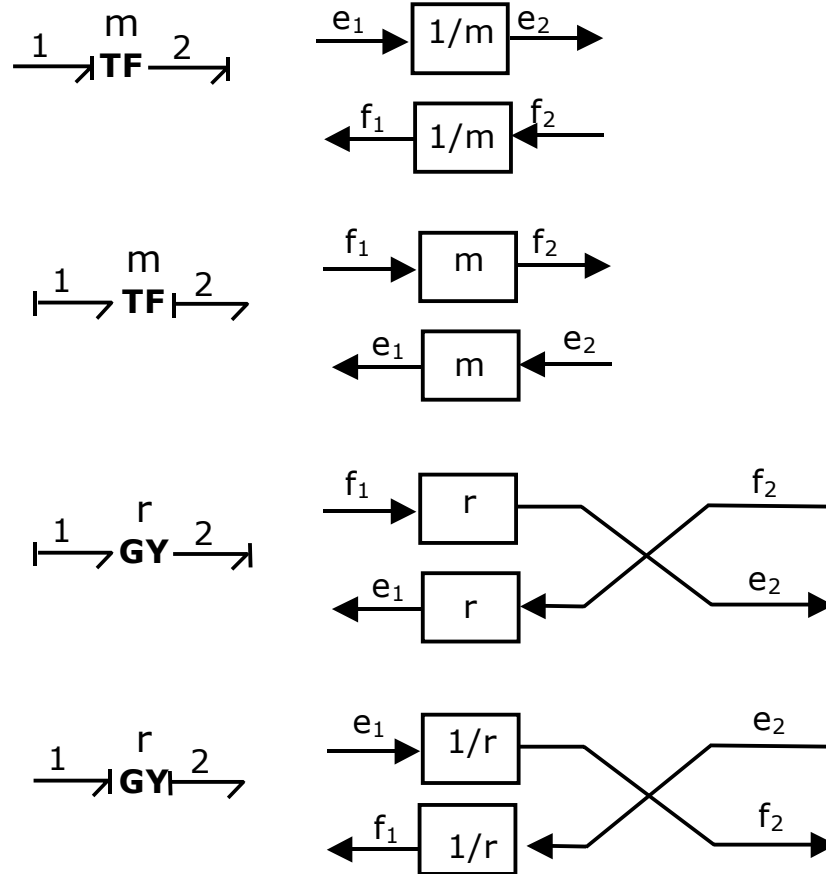 m
1 TF 2
e₁ 1/m e₂
f₁ 1/m f₂
m
1 TF 2
f₁ m f₂
e₁ m e₂
r
1 GY 2
f₁ r f₂
e₁ r e₂
r
1 GY 2
e₁ 1/r e₂
f₁ 1/r f₂